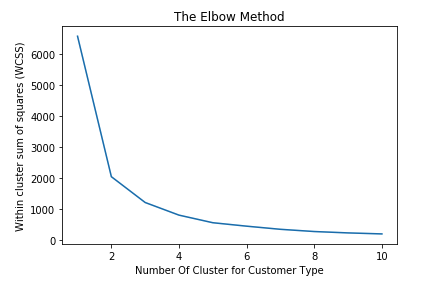 The Elbow Method
Within cluster sum of squares (WCSS)
6000
5000
4000
3000
2000
1000
0
2 4 6 8 10
Number Of Cluster for Customer Type